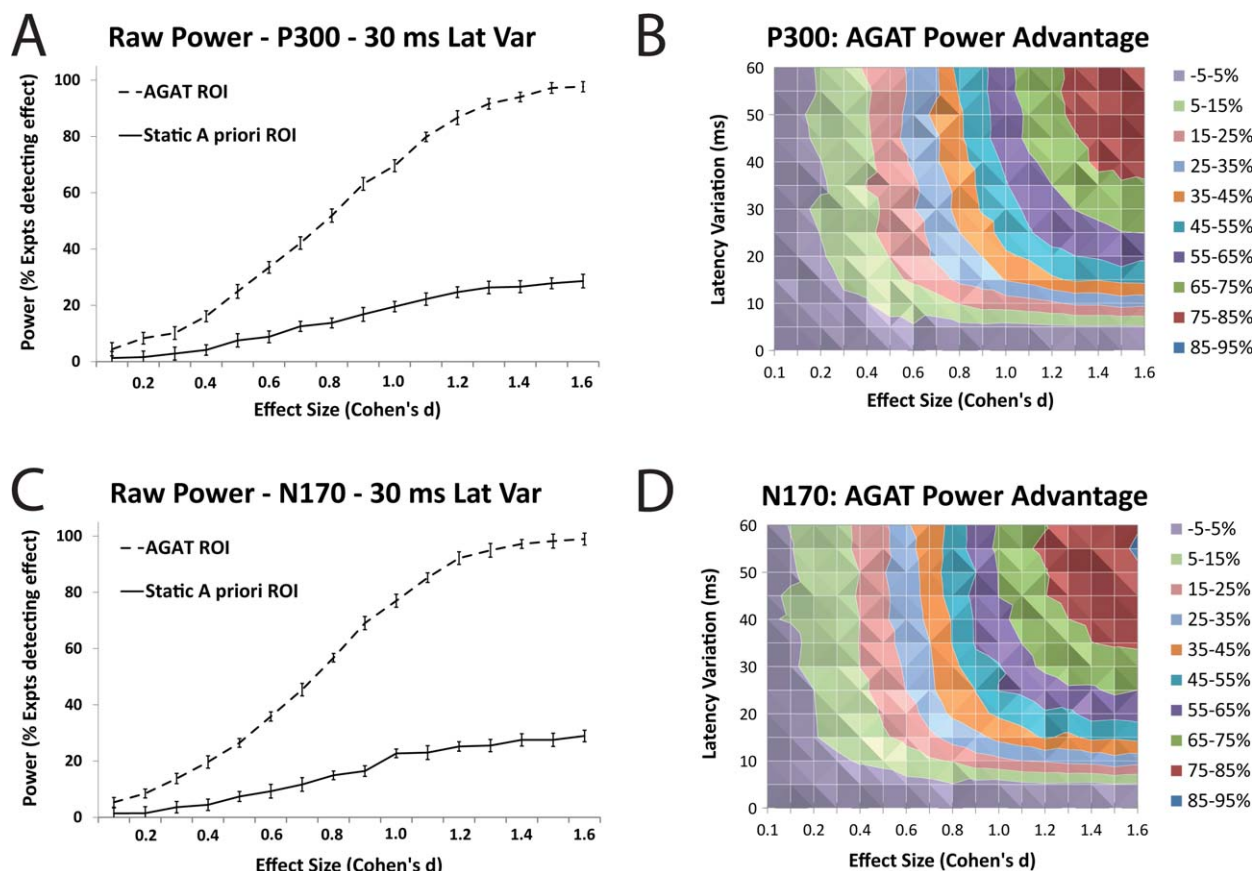 A
Raw Power - P300 - 30 ms Lat Var
Power (% Expts detecting effect)
100
80
60
40
20
0
AGAT ROI
Static A priori ROI
0.2 0.4 0.6 0.8 1.0 1.2 1.4 1.6
Effect Size (Cohen's d)
B
P300: AGAT Power Advantage
Latency Variation (ms)
60
50
40
30
20
10
0
0.1 0.2 0.4 0.6 0.8 1.0 1.2 1.4 1.6
Effect Size (Cohen's d)
-5-5%
5-15%
15-25%
25-35%
35-45%
45-55%
55-65%
65-75%
75-85%
85-95%
C
Raw Power - N170 - 30 ms Lat Var
Power (% Expts detecting effect)
100
80
60
40
20
0
AGAT ROI
Static A priori ROI
0.2 0.4 0.6 0.8 1.0 1.2 1.4 1.6
Effect Size (Cohen's d)
D
N170: AGAT Power Advantage
Latency Variation (ms)
60
50
40
30
20
10
0
0.1 0.2 0.4 0.6 0.8 1.0 1.2 1.4 1.6
Effect Size (Cohen's d)
-5-5%
5-15%
15-25%
25-35%
35-45%
45-55%
55-65%
65-75%
75-85%
85-95%